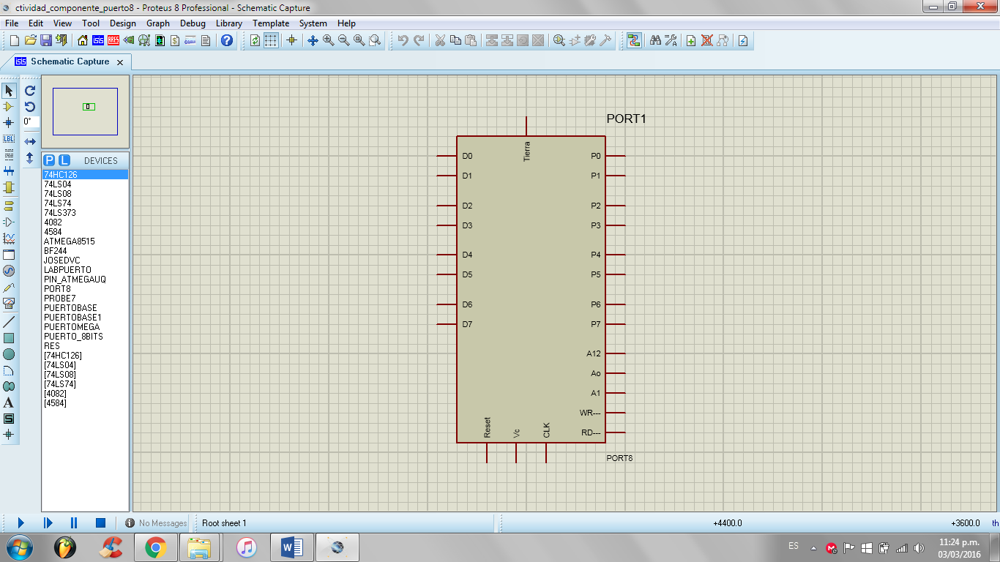 ctividad_componente_puerto8 - Proteus 8 Professional - Schematic Capture
File Edit View Tool Design Graph Debug Library Template System Help
Schematic Capture
0°
LBL
P L DEVICES
74HC126
74LS04
74LS08
74LS74
74LS373
4082
4584
ATMEGA8515
BF244
JOSEDVC
LABPUERTO
PIN_ATMEGAUQ
PORT8
PROBE7
PUERTOBASE
PUERTOBASE1
PUERTOMEGA
PUERTO_8BITS
RES
[74HC126]
[74LS04]
[74LS08]
[74LS74]
[4082]
[4584]
PORT1
Tierra
D0 P0
D1 P1
D2 P2
D3 P3
D4 P4
D5 P5
D6 P6
D7 P7
A12
Ao
A1
WR---
RD---
Reset Vc CLK
PORT8
No Messages Root sheet 1 +4400.0 +3600.0 th
ES 11:24 p.m.
03/03/2016